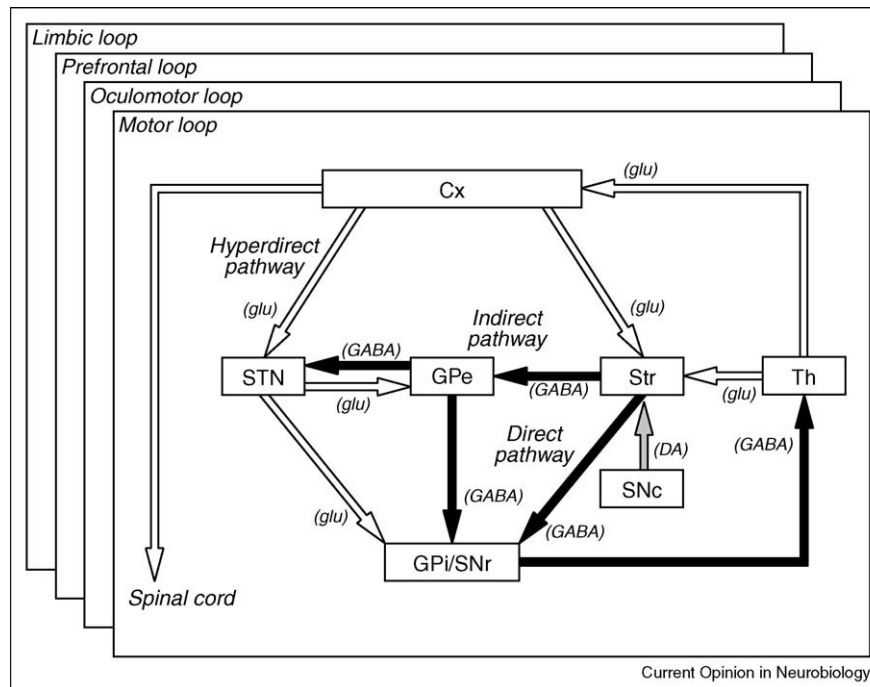 Limbic loop
Prefrontal loop
Oculomotor loop
Motor loop
(glu)
Cx
Hyperdirect
pathway
(glu)
(glu)
Indirect
pathway
(GABA)
STN
GPe
Str
Th
(glu)
(GABA)
(glu)
Direct
pathway
(DA)
(GABA)
SNc
(GABA)
(glu)
(GABA)
GPi/SNr
Spinal cord
Current Opinion in Neurobiology